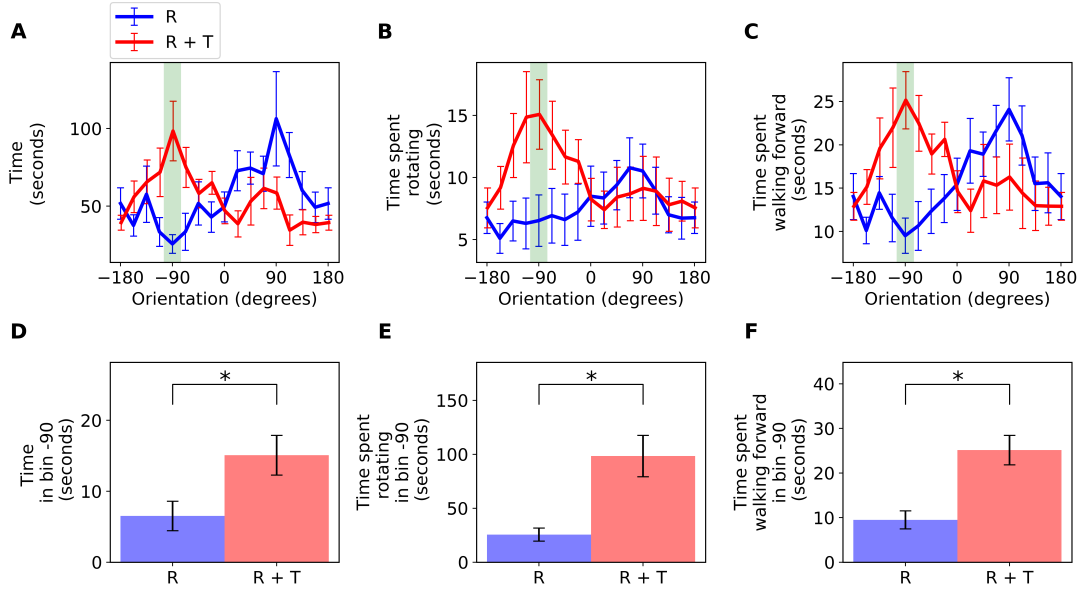 R
R + T
A
B
C
Time
(seconds)
100
50
−180
−90
0
90
180
Orientation (degrees)
Time spent
rotating
(seconds)
15
10
5
−180
−90
0
90
180
Orientation (degrees)
Time spent
walking forward
(seconds)
25
20
15
10
−180
−90
0
90
180
Orientation (degrees)
D
E
F
Time
in bin -90
(seconds)
20
10
0
*
R
R + T
Time spent
rotating
in bin -90
(seconds)
150
100
50
0
*
R
R + T
Time spent
walking forward
in bin -90
(seconds)
40
30
20
10
0
*
R
R + T